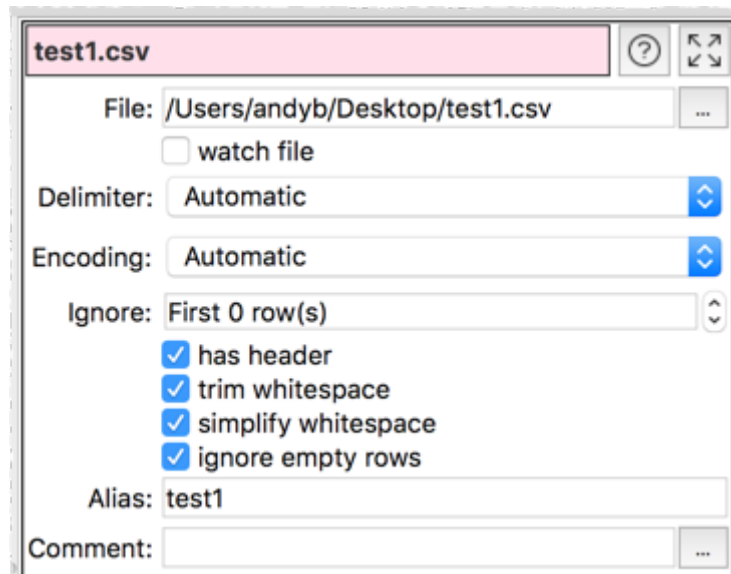 test1.csv ?
File: /Users/andyb/Desktop/test1.csv ...
watch file
Delimiter: Automatic
Encoding: Automatic
Ignore: First 0 row(s)
has header
trim whitespace
simplify whitespace
ignore empty rows
Alias: test1
Comment: ...